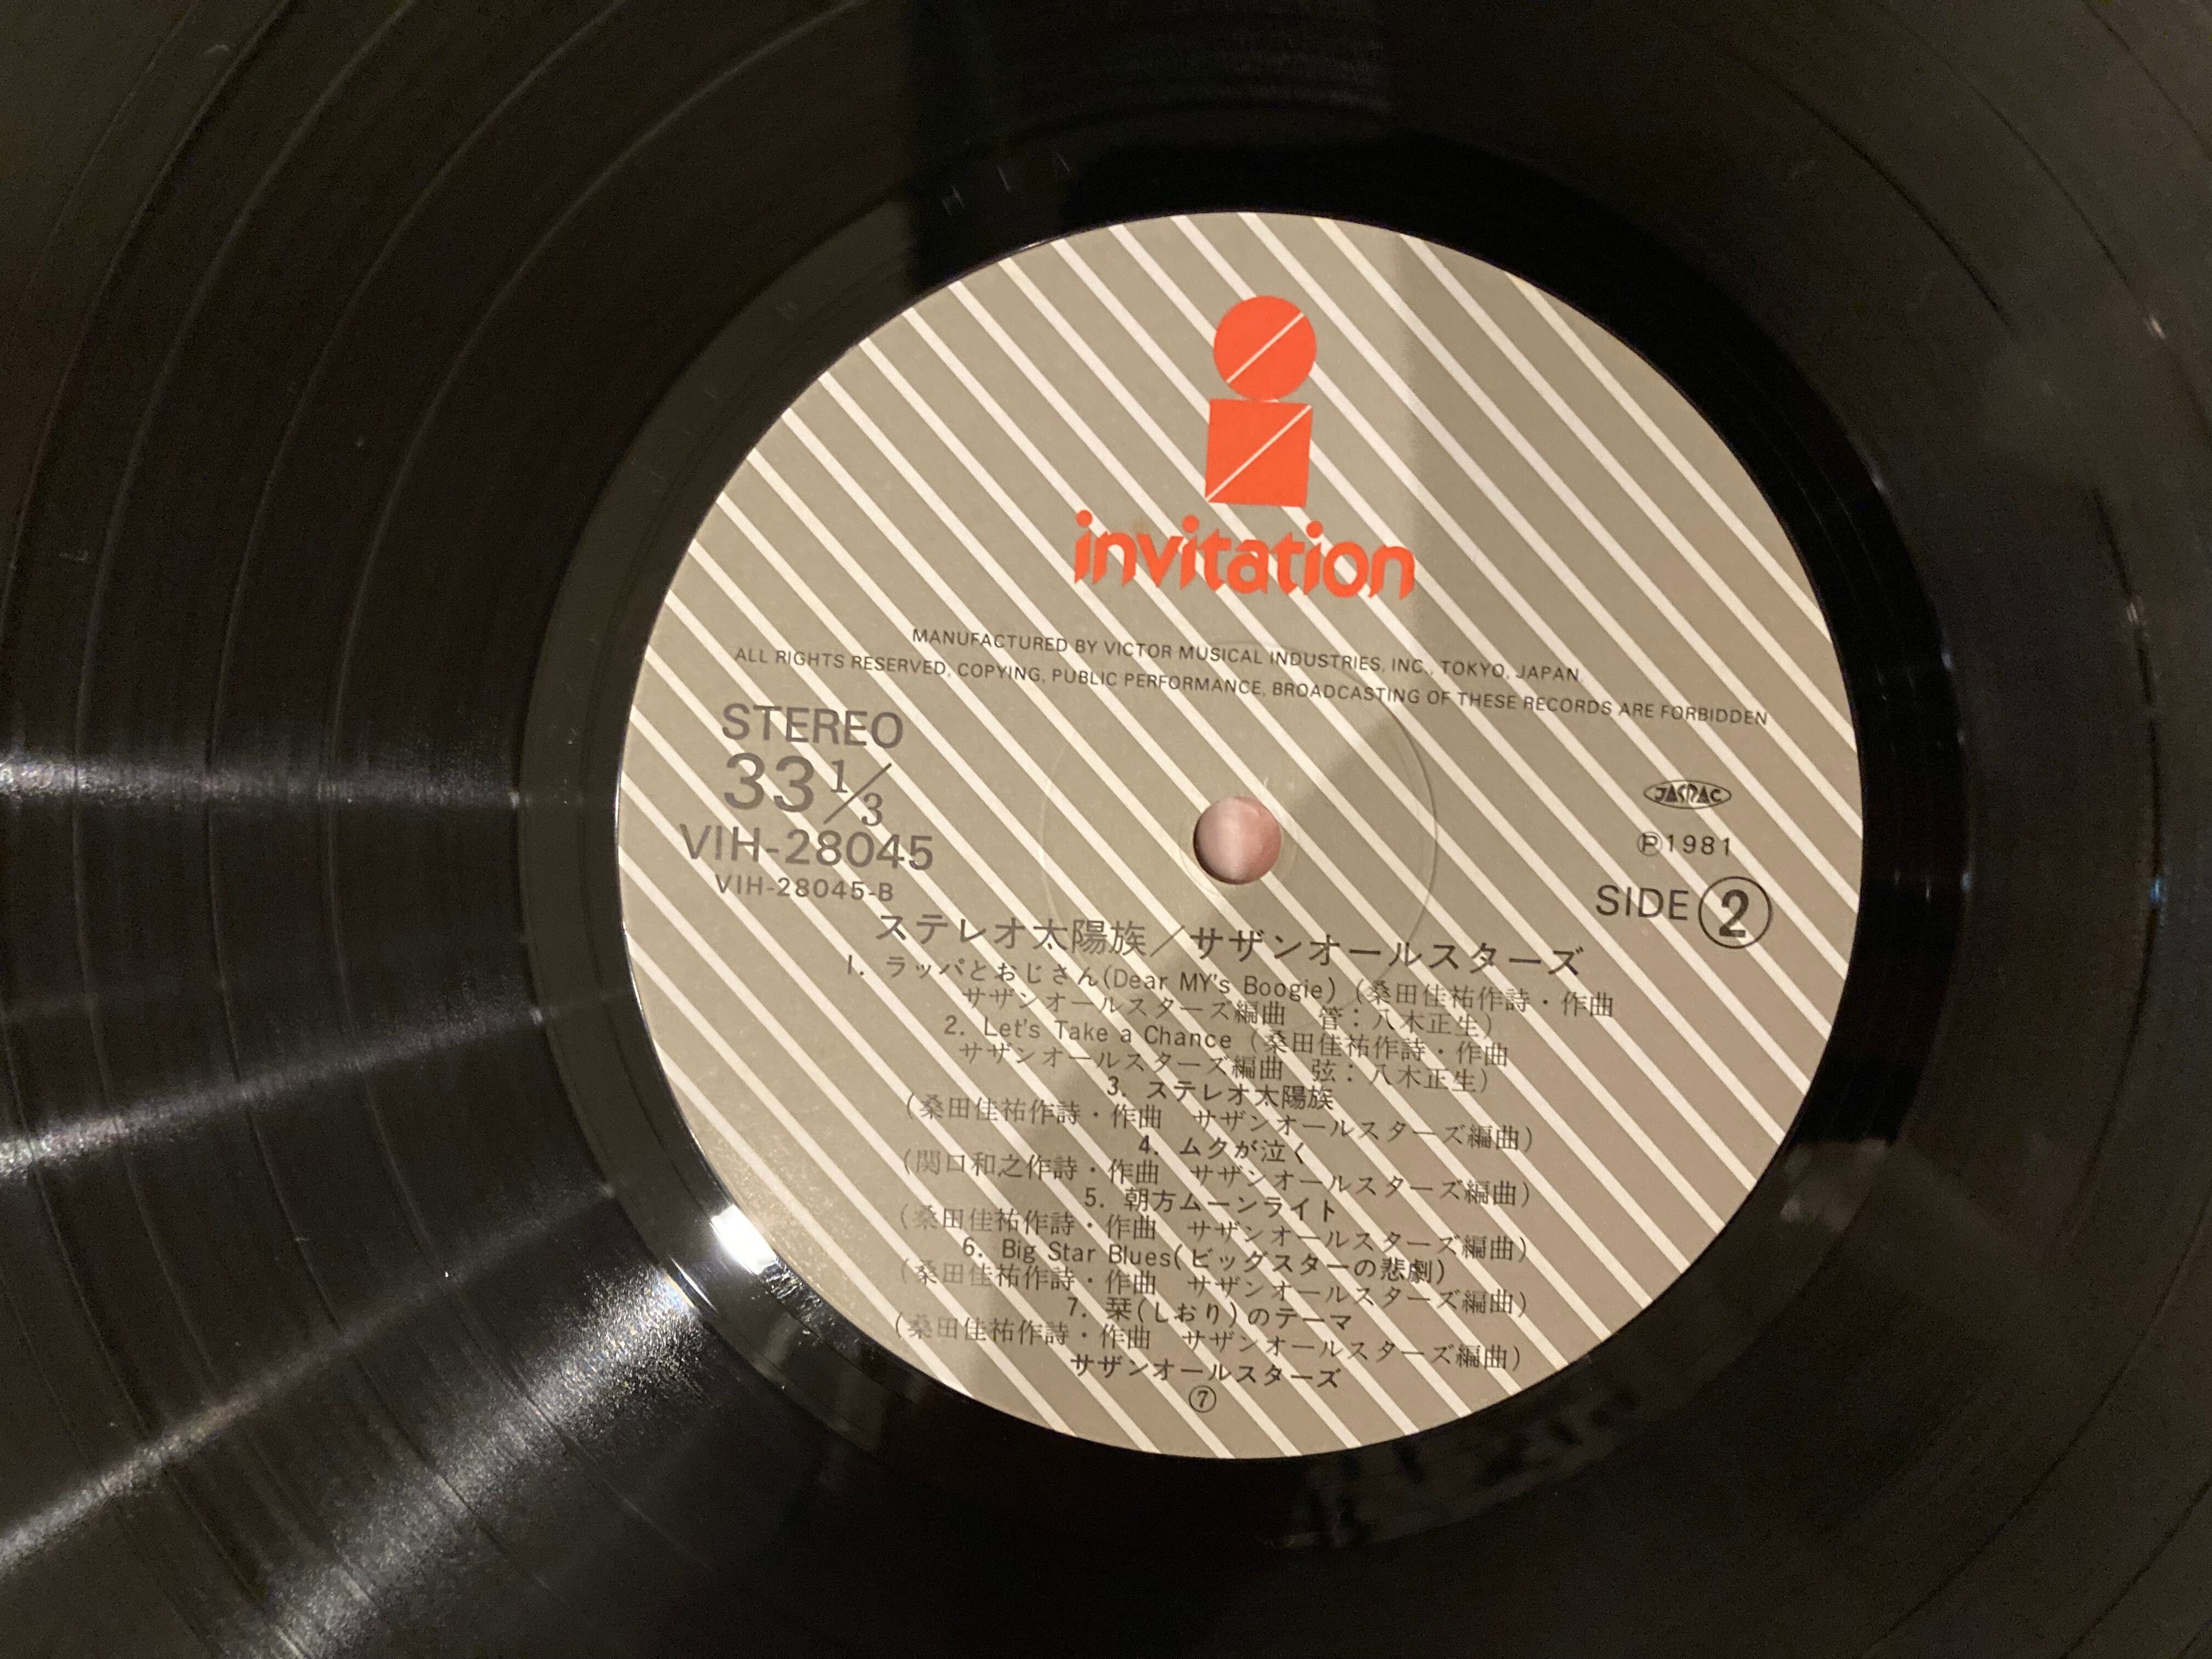 invitation
MANUFACTURED BY VICTOR MUSICAL INDUSTRIES, INC., TOKYO, JAPAN.
ALL RIGHTS RESERVED, COPYING, PUBLIC PERFORMANCE, BROADCASTING OF THESE RECORDS ARE FORBIDDEN
STEREO
33 1/3
VIH-28045
VIH-28045-B
JASRAC
Ⓟ1981
SIDE ②
ステレオ太陽族／サザンオールスターズ
1. ラッパとおじさん(Dear MY's Boogie)(桑田佳祐作詩・作曲
サザンオールスターズ編曲 管：八木正生)
2. Let's Take a Chance (桑田佳祐作詩・作曲
サザンオールスターズ編曲 弦：八木正生)
3. ステレオ太陽族
(桑田佳祐作詩・作曲 サザンオールスターズ編曲)
4. ムクが泣く
(関口和之作詩・作曲 サザンオールスターズ編曲)
5. 朝方ムーンライト
(桑田佳祐作詩・作曲 サザンオールスターズ編曲)
6. Big Star Blues(ビッグスターの悲劇)
(桑田佳祐作詩・作曲 サザンオールスターズ編曲)
7. 栞(しおり)のテーマ
(桑田佳祐作詩・作曲 サザンオールスターズ編曲)
サザンオールスターズ
⑦